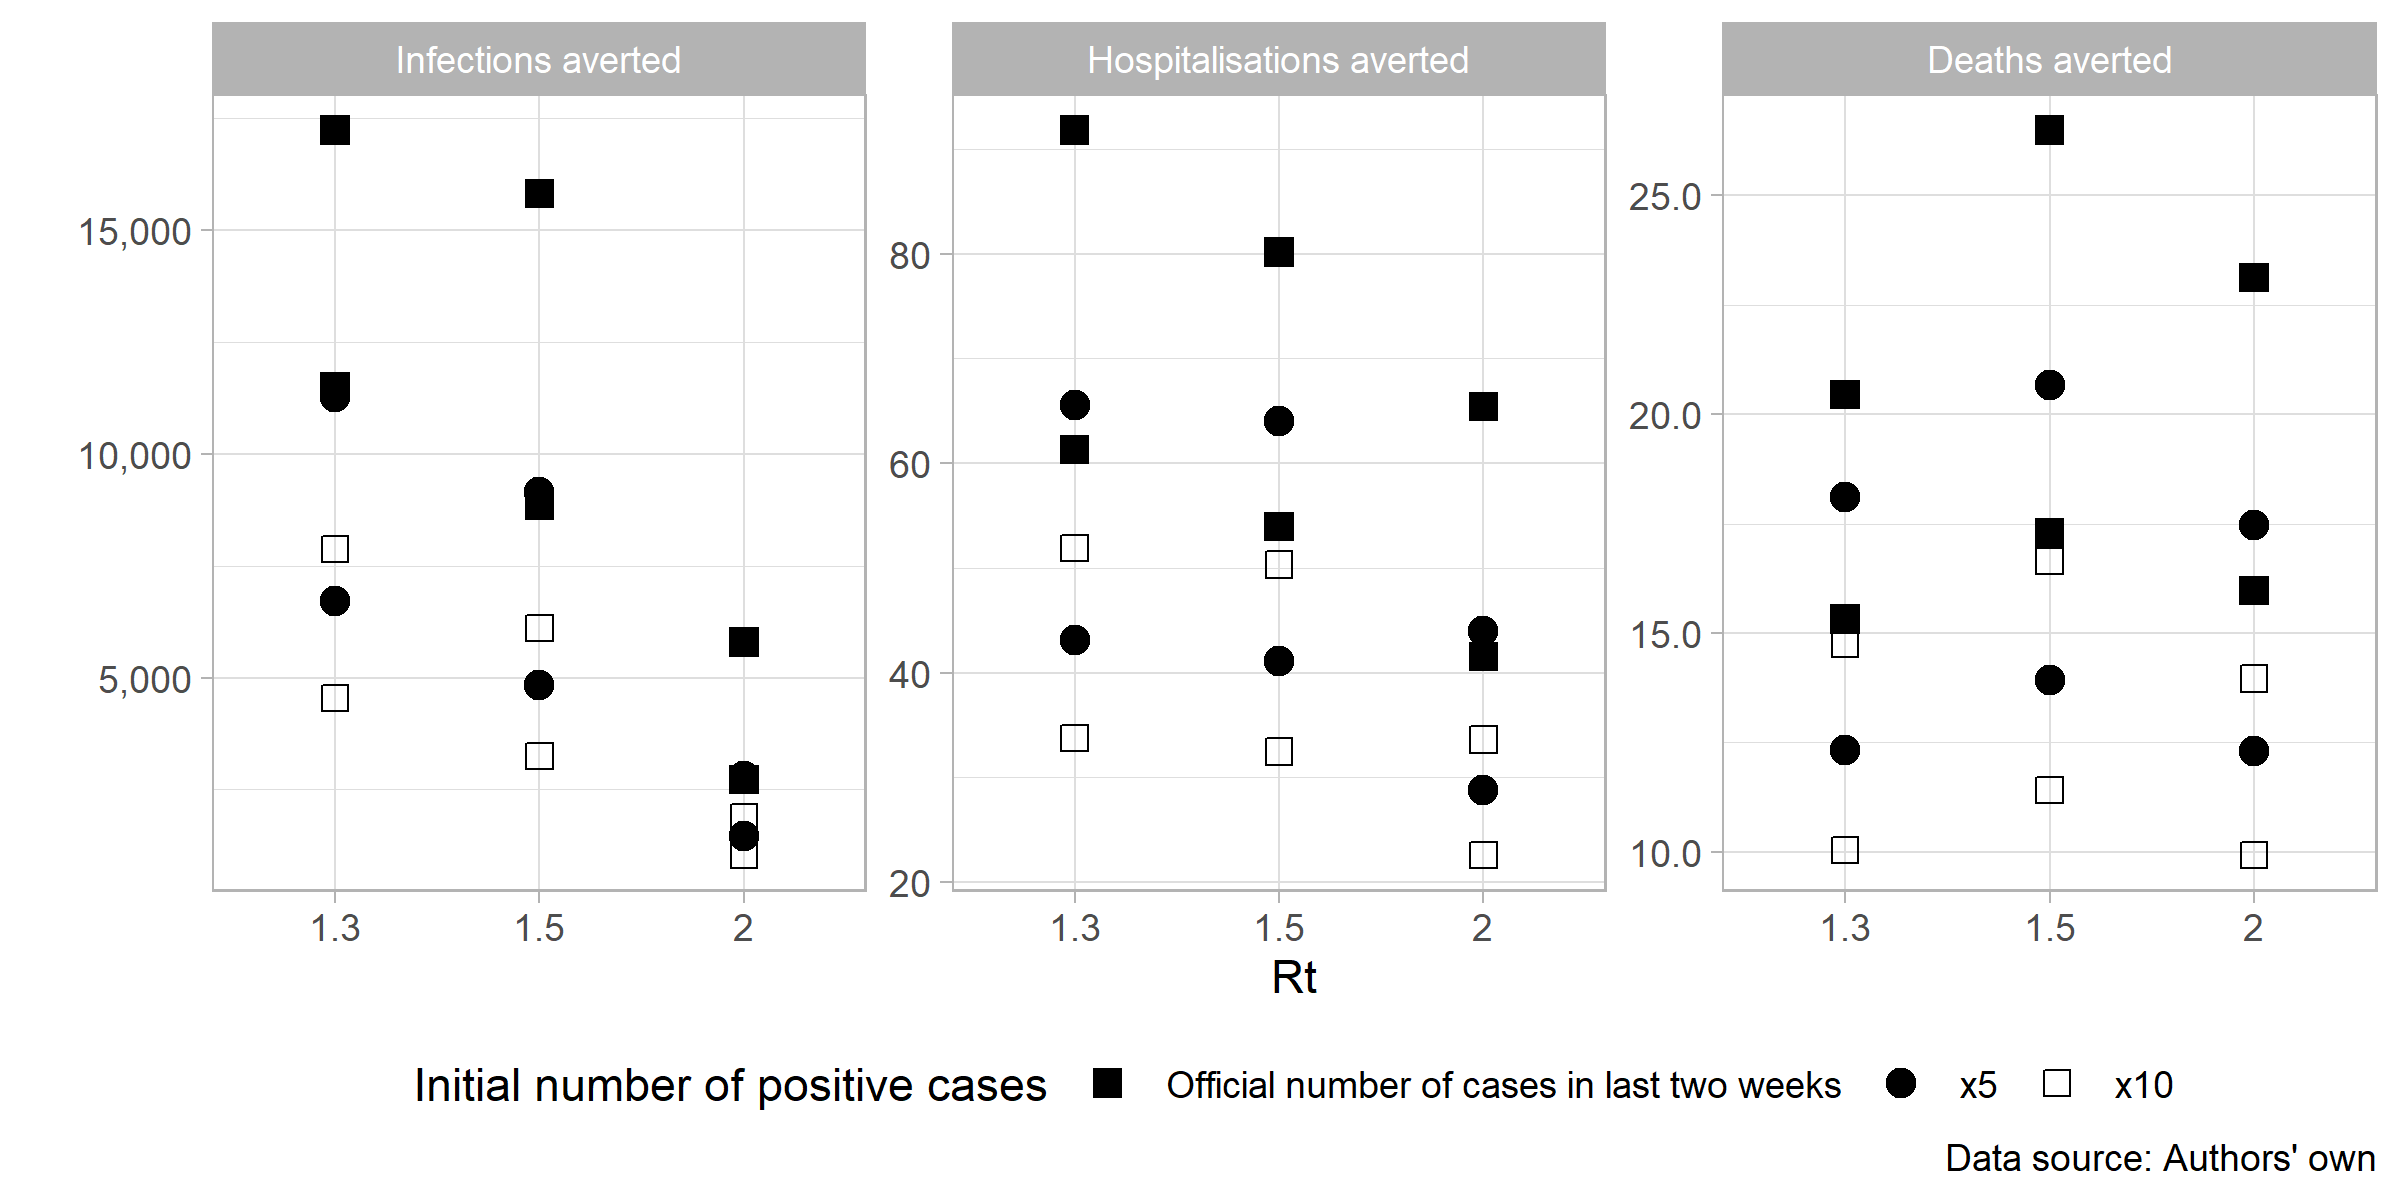 Infections averted
Hospitalisations averted
Deaths averted
15,000
10,000
5,000
80
60
40
20
25.0
20.0
15.0
10.0
1.3 1.5 2
1.3 1.5 2
1.3 1.5 2
Rt
Initial number of positive cases Official number of cases in last two weeks x5 x10
Data source: Authors' own